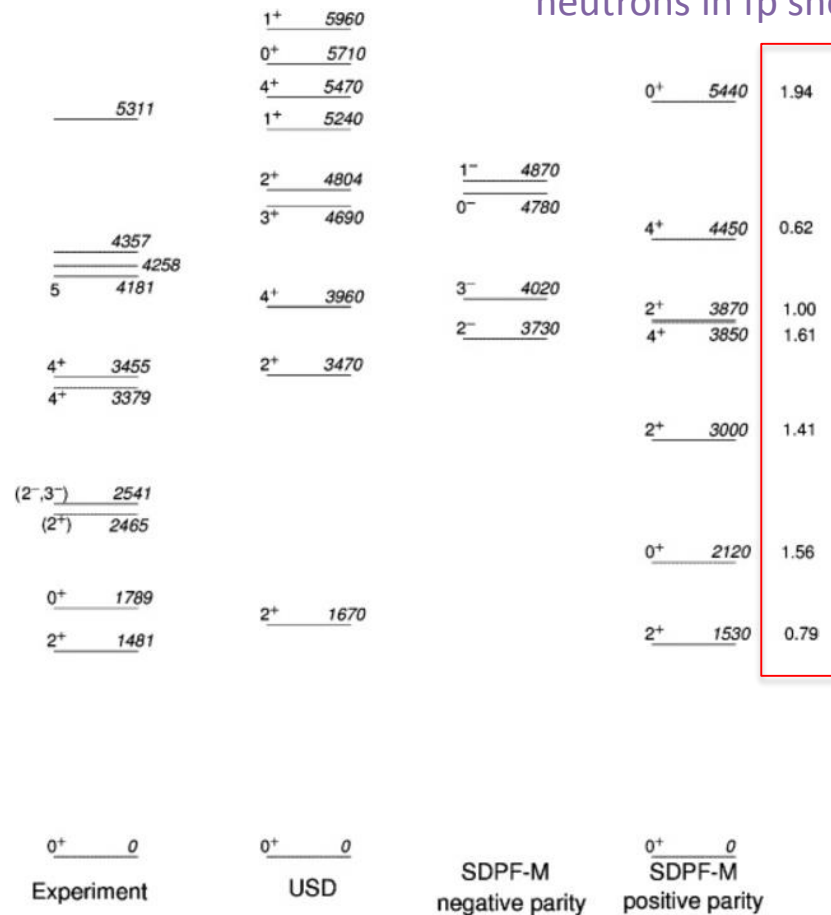 neutrons in fp she
5311
4357
4258
5 4181
4⁺ 3455
4⁺ 3379
(2⁻,3⁻) 2541
(2⁺) 2465
0⁺ 1789
2⁺ 1481
0⁺ 0
Experiment
1⁺ 5960
0⁺ 5710
4⁺ 5470
1⁺ 5240
2⁺ 4804
3⁺ 4690
4⁺ 3960
2⁺ 3470
2⁺ 1670
0⁺ 0
USD
1⁻ 4870
0⁻ 4780
3⁻ 4020
2⁻ 3730
SDPF-M
negative parity
0⁺ 5440 1.94
4⁺ 4450 0.62
2⁺ 3870 1.00
4⁺ 3850 1.61
2⁺ 3000 1.41
0⁺ 2120 1.56
2⁺ 1530 0.79
0⁺ 0
SDPF-M
positive parity